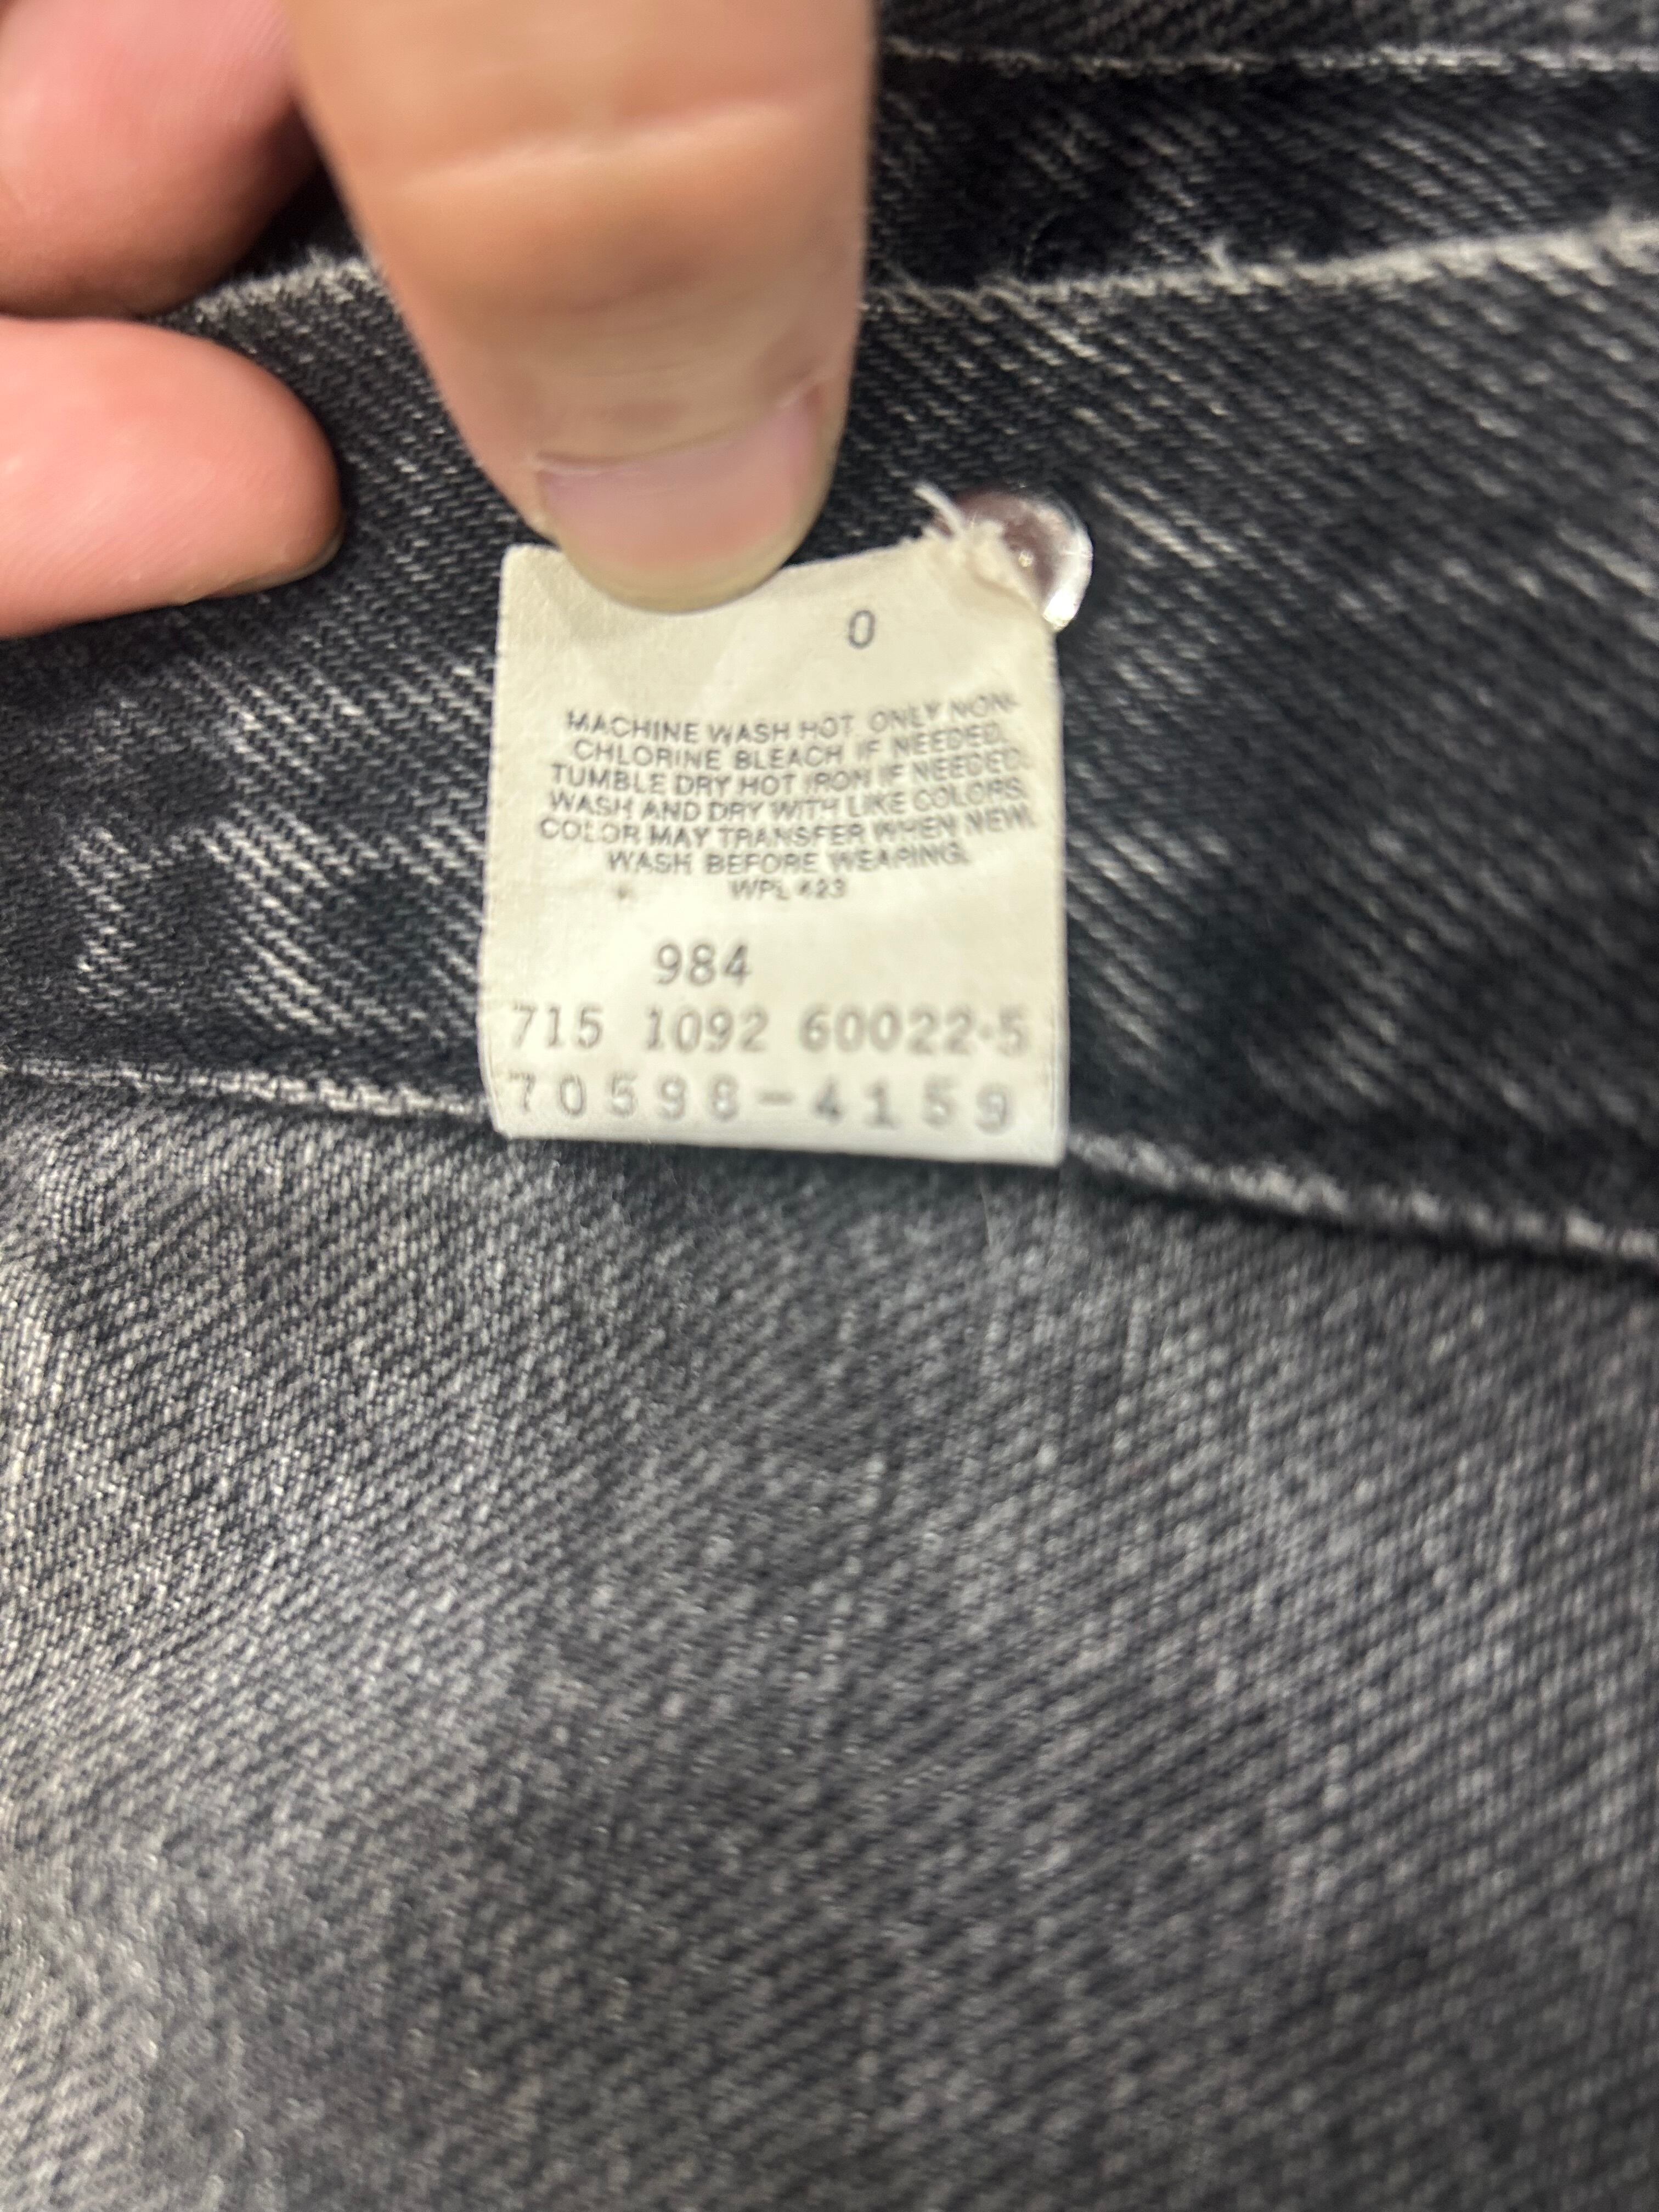 0
MACHINE WASH HOT. ONLY NON-
CHLORINE BLEACH IF NEEDED.
TUMBLE DRY HOT IRON IF NEEDED.
WASH AND DRY WITH LIKE COLORS.
COLOR MAY TRANSFER WHEN NEW.
WASH BEFORE WEARING.
WPL 423
984
715 1092 60022-5
70598-4159